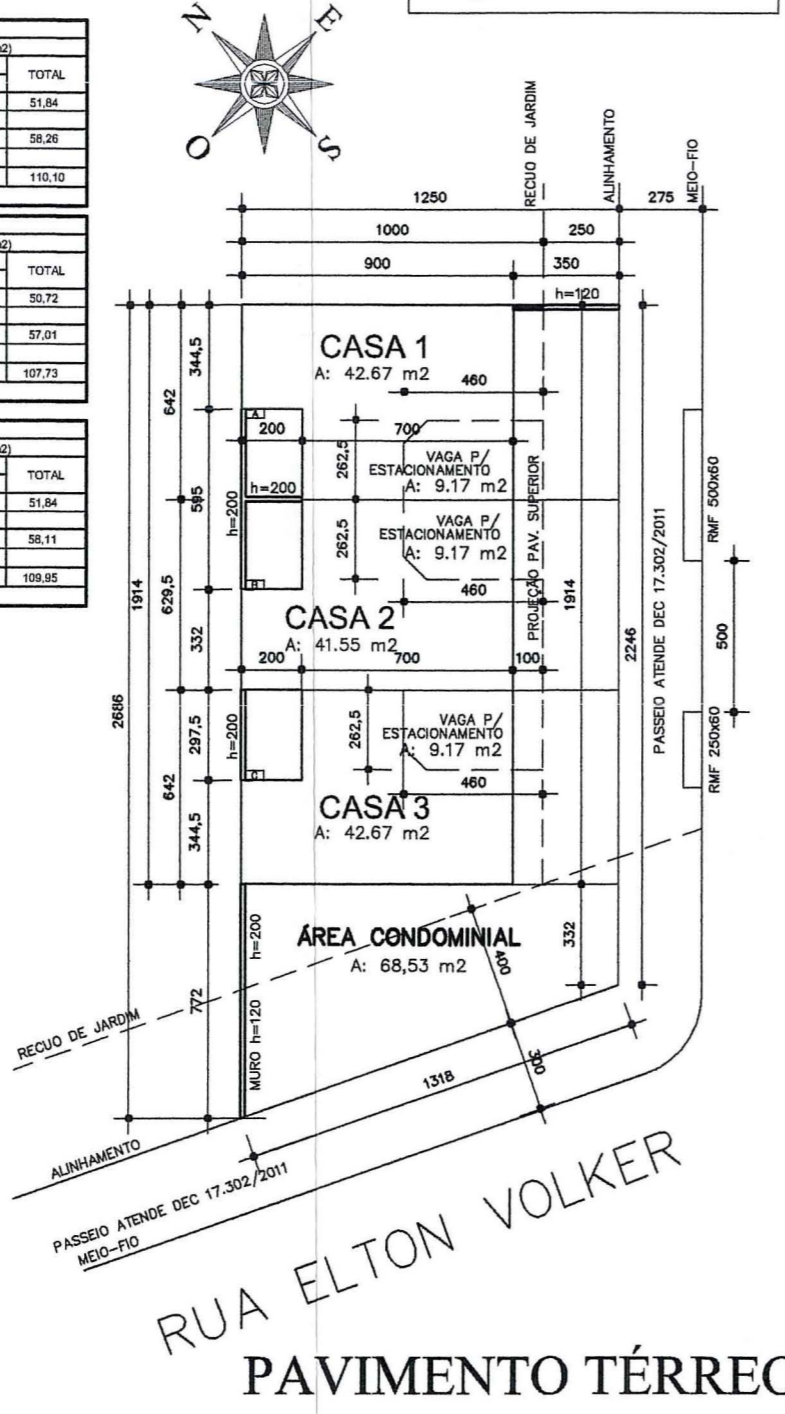 N
E
O
S
m2)
TOTAL
51,84
58,26
110,10
m2)
TOTAL
50,72
57,01
107,73
m2)
TOTAL
51,84
58,11
109,95
RECUO DE JARDIM
ALINHAMENTO
MEIO-FIO
1250
275
1000
250
900
350
h=120
CASA 1
A: 42.67 m2
460
344,5
642
A
200
700
262,5
VAGA P/
ESTACIONAMENTO
A: 9.17 m2
h=200
h=200
595
262,5
VAGA P/
ESTACIONAMENTO
A: 9.17 m2
PROJEÇÃO PAV. SUPERIOR
B
460
1914
629,5
332
1914
2246
PASSEIO ATENDE DEC 17.302/2011
RMF 500x60
500
RMF 250x60
CASA 2
A: 41.55 m2
200
700
100
2686
297,5
h=200
262,5
VAGA P/
ESTACIONAMENTO
A: 9.17 m2
C
460
642
344,5
CASA 3
A: 42.67 m2
h=200
ÁREA CONDOMINIAL
A: 68,53 m2
400
332
772
MURO h=120
RECUO DE JARDIM
300
1318
ALINHAMENTO
PASSEIO ATENDE DEC 17.302/2011
MEIO-FIO
RUA ELTON VOLKER
PAVIMENTO TÉRREO